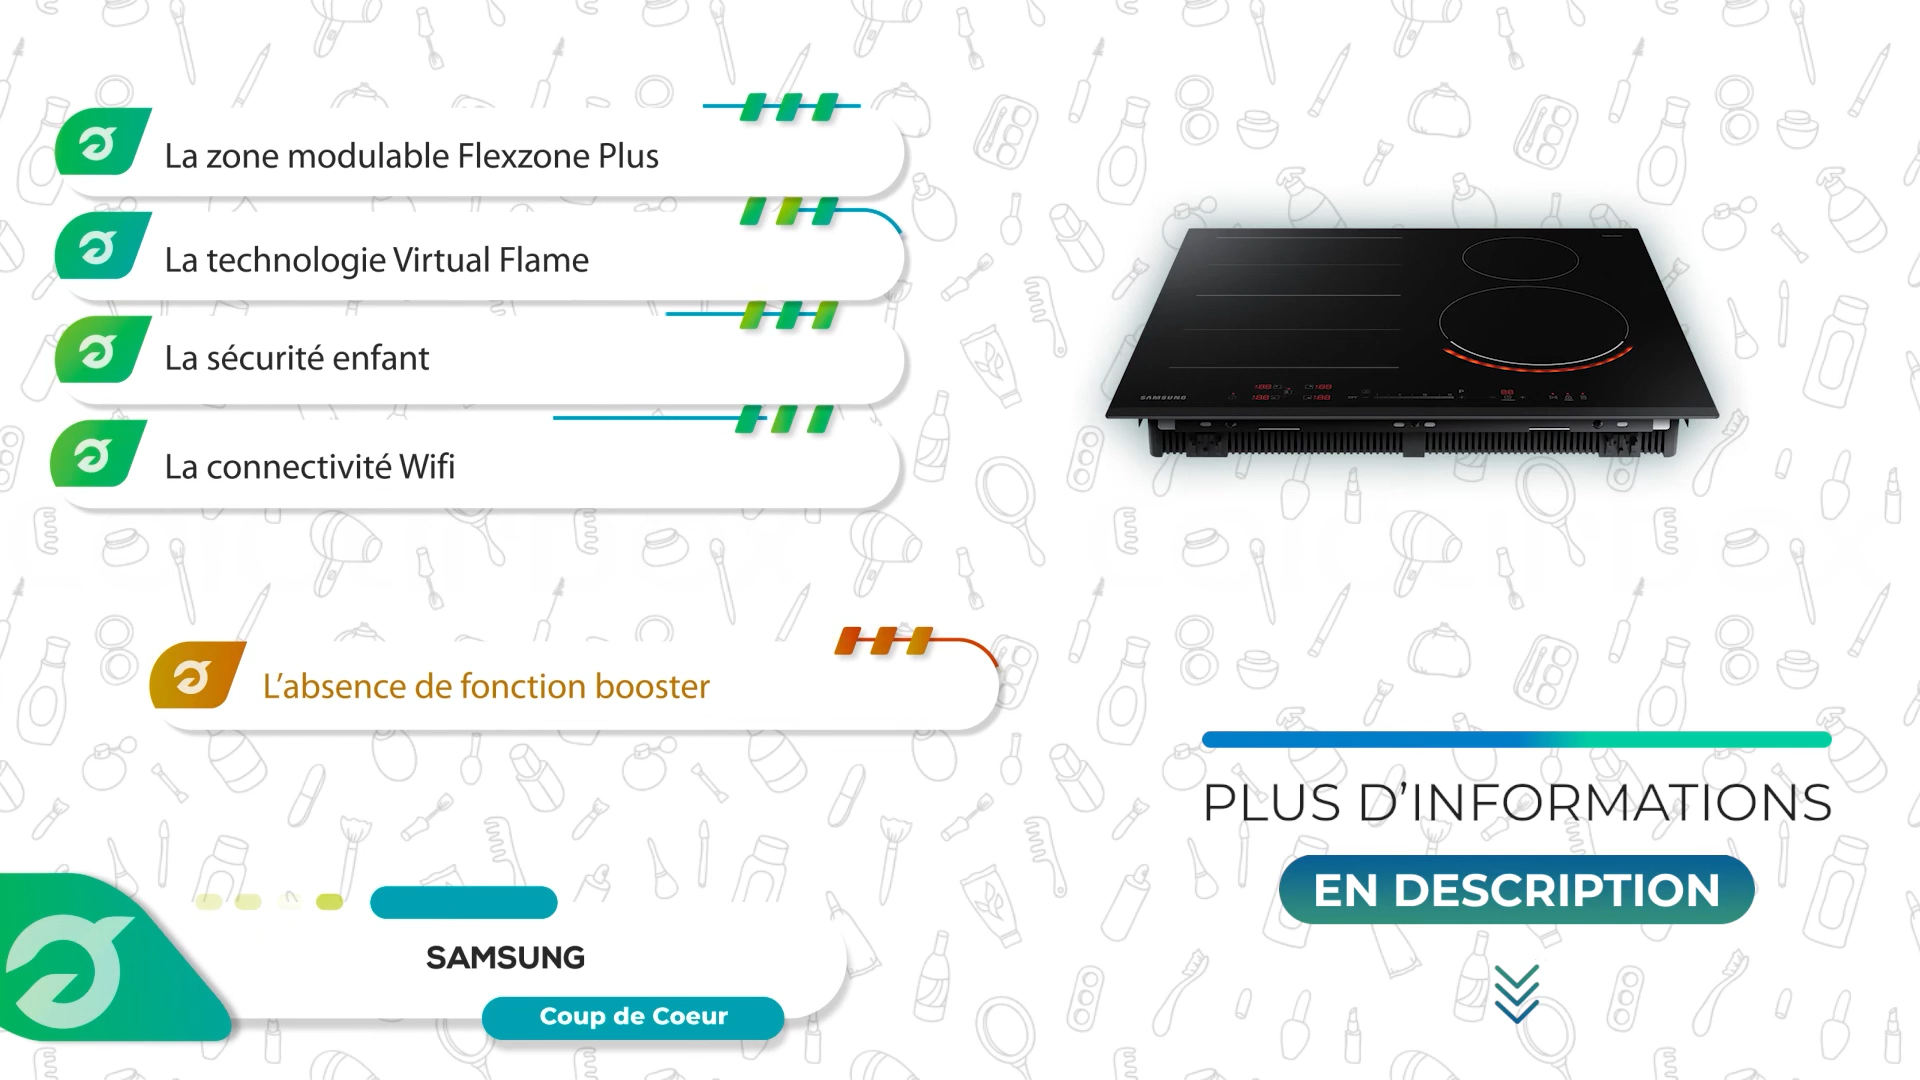 La zone modulable Flexzone Plus
La technologie Virtual Flame
La sécurité enfant
La connectivité Wifi
SAMSUNG
L’absence de fonction booster
PLUS D’INFORMATIONS
EN DESCRIPTION
SAMSUNG
Coup de Coeur